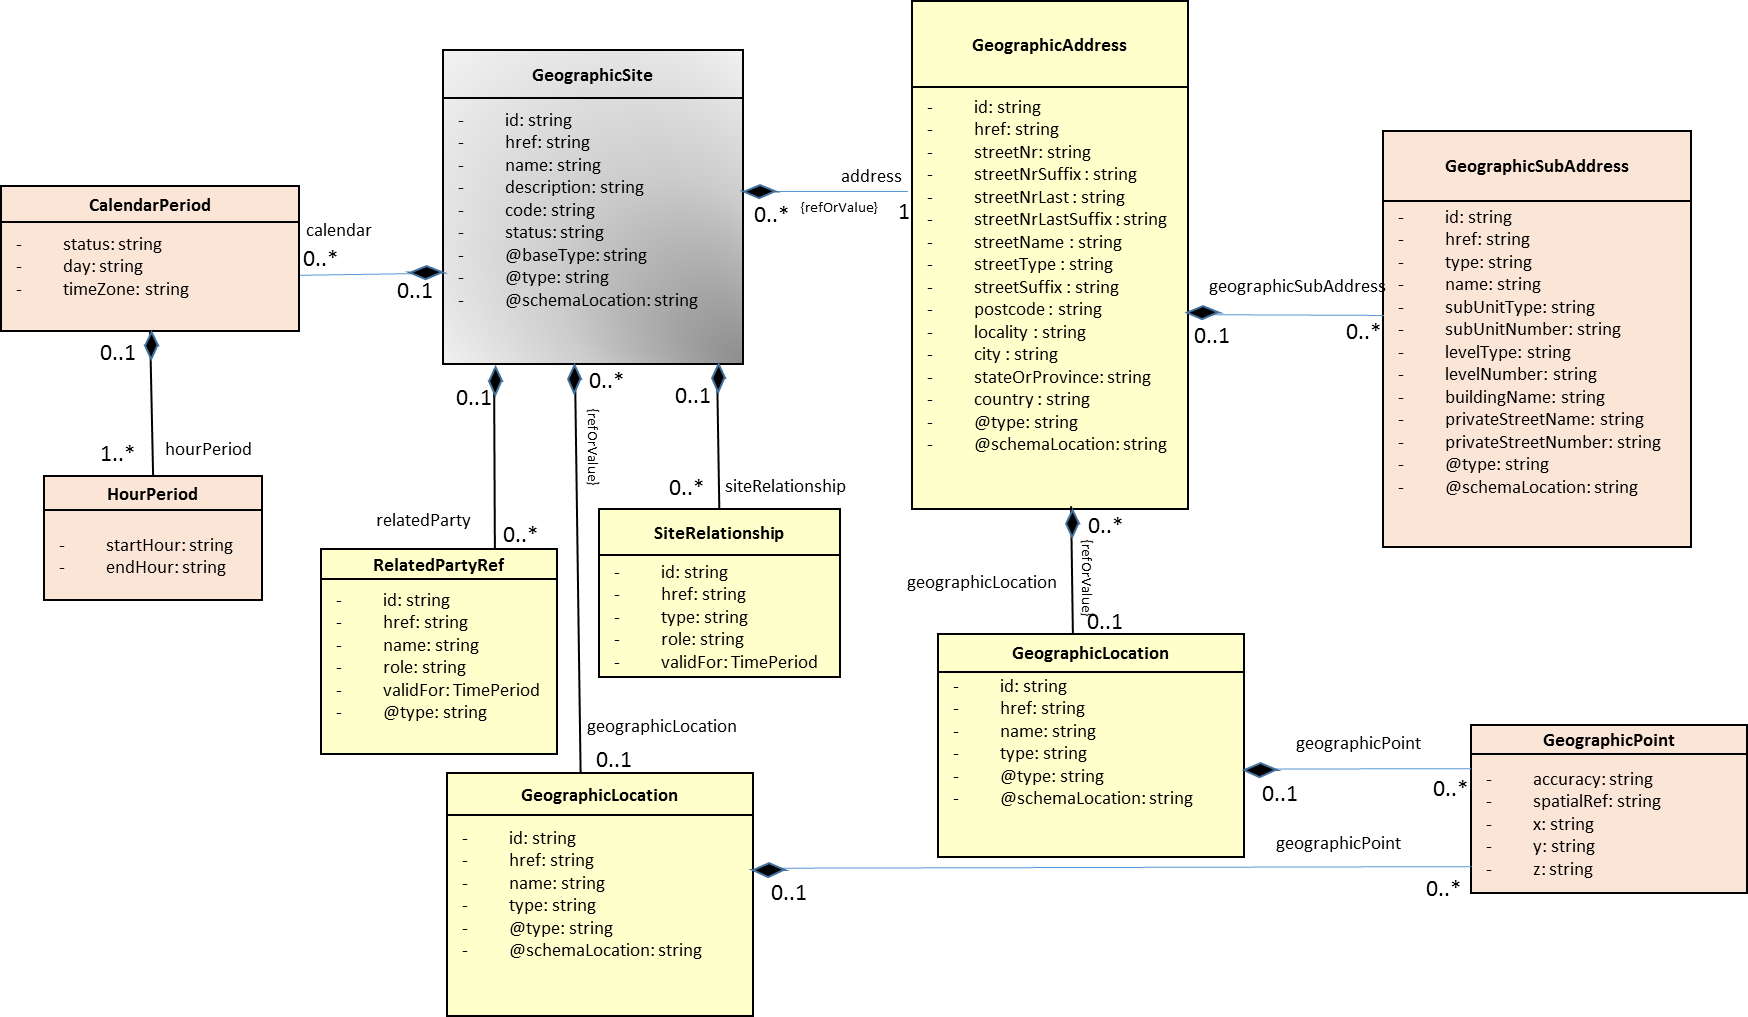 GeographicAddress
- id: string
- href: string
- streetNr: string
- streetNrSuffix : string
- streetNrLast : string
- streetNrLastSuffix : string
- streetName : string
- streetType : string
- streetSuffix : string
- postcode : string
- locality : string
- city : string
- stateOrProvince: string
- country : string
- @type: string
- @schemaLocation: string
GeographicSite
- id: string
- href: string
- name: string
- description: string
- code: string
- status: string
- @baseType: string
- @type: string
- @schemaLocation: string
address
0..* {refOrValue} 1
GeographicSubAddress
- id: string
- href: string
- type: string
- name: string
- subUnitType: string
- subUnitNumber: string
- levelType: string
- levelNumber: string
- buildingName: string
- privateStreetName: string
- privateStreetNumber: string
- @type: string
- @schemaLocation: string
geographicSubAddress
0..1 0..*
CalendarPeriod
- status: string
- day: string
- timeZone: string
calendar
0..*
0..1
0..1
1..* hourPeriod
HourPeriod
- startHour: string
- endHour: string
0..1
relatedParty
0..*
RelatedPartyRef
- id: string
- href: string
- name: string
- role: string
- validFor: TimePeriod
- @type: string
0..*
{refOrValue}
geographicLocation
0..1
0..1
0..* siteRelationship
SiteRelationship
- id: string
- href: string
- type: string
- role: string
- validFor: TimePeriod
0..*
{refOrValue}
geographicLocation
0..1
GeographicLocation
- id: string
- href: string
- name: string
- type: string
- @type: string
- @schemaLocation: string
geographicPoint
0..1 0..*
GeographicPoint
- accuracy: string
- spatialRef: string
- x: string
- y: string
- z: string
GeographicLocation
- id: string
- href: string
- name: string
- type: string
- @type: string
- @schemaLocation: string
geographicPoint
0..1 0..*